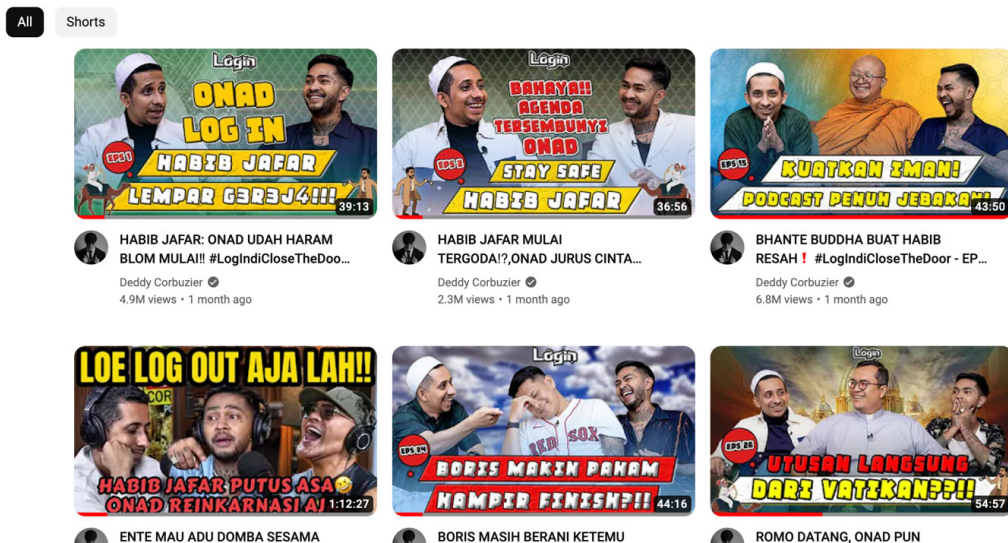 All
Shorts
Login
ONAD
LOG IN
EPS 1
HABIB JAFAR
LEMPAR G3R3J4!!!
39:13
HABIB JAFAR: ONAD UDAH HARAM
BLOM MULAI!! #LogIndiCloseTheDoo...
Deddy Corbuzier
4.9M views • 1 month ago
Login
BAHAYA!!
AGENDA
TERSEMBUNYI
ONAD
EPS 2
STAY SAFE
HABIB JAFAR
36:56
HABIB JAFAR MULAI
TERGODA!?,ONAD JURUS CINTA...
Deddy Corbuzier
2.3M views • 1 month ago
EPS 15
KUATKAN IMAN!
PODCAST PENUH JEBAKAN!
43:50
BHANTE BUDDHA BUAT HABIB
RESAH❗ #LogIndiCloseTheDoor - EP...
Deddy Corbuzier
6.8M views • 1 month ago
LOE LOG OUT AJA LAH!!
COR
HABIB JAFAR PUTUS ASA🤣
ONAD REINKARNASI
1:12:27
ENTE MAU ADU DOMBA SESAMA
Login
RED SOX
EPS 24
BORIS MAKIN PAHAM
HAMPIR FINISH?!!
44:16
BORIS MASIH BERANI KETEMU
Login
EPS 26
UTUSAN LANGSUNG
DARI VATIKAN??!!
54:57
ROMO DATANG, ONAD PUN